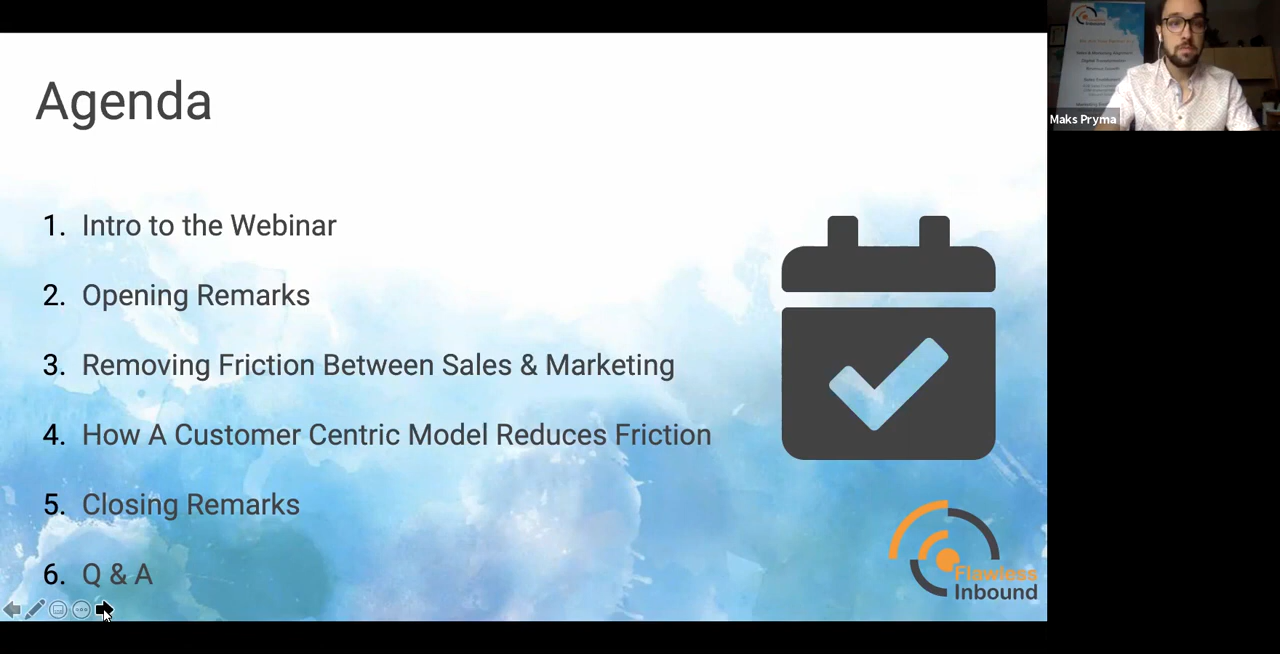 Agenda
1. Intro to the Webinar
2. Opening Remarks
3. Removing Friction Between Sales & Marketing
4. How A Customer Centric Model Reduces Friction
5. Closing Remarks
6. Q & A
Flawless
Inbound
Inbound
Maks Pryma